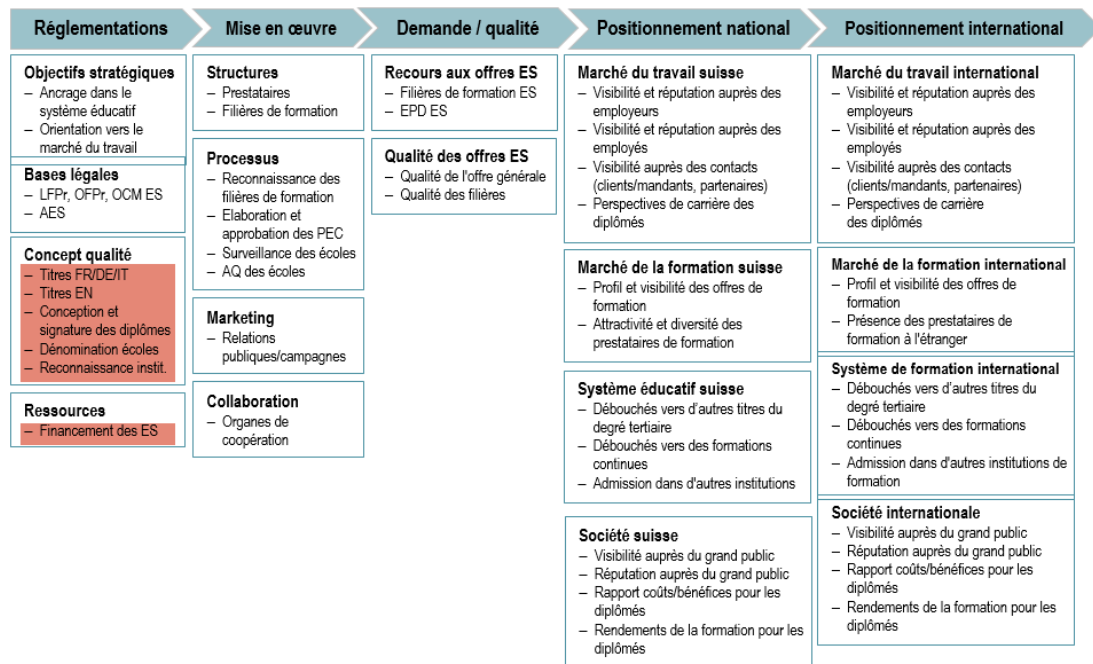 Réglementations
Mise en œuvre
Demande / qualité
Positionnement national
Positionnement international
Objectifs stratégiques
– Ancrage dans le
système éducatif
– Orientation vers le
marché du travail
Bases légales
– LFPr, OFPr, OCM ES
– AES
Concept qualité
– Titres FR/DE/IT
– Titres EN
– Conception et
signature des diplômes
– Dénomination écoles
– Reconnaissance instit.
Ressources
– Financement des ES
Structures
– Prestataires
– Filières de formation
Processus
– Reconnaissance des
filières de formation
– Elaboration et
approbation des PEC
– Surveillance des écoles
– AQ des écoles
Marketing
– Relations
publiques/campagnes
Collaboration
– Organes de
coopération
Recours aux offres ES
– Filières de formation ES
– EPD ES
Qualité des offres ES
– Qualité de l'offre générale
– Qualité des filières
Marché du travail suisse
– Visibilité et réputation auprès des
employeurs
– Visibilité et réputation auprès des
employés
– Visibilité auprès des contacts
(clients/mandants, partenaires)
– Perspectives de carrière des
diplômés
Marché de la formation suisse
– Profil et visibilité des offres de
formation
– Attractivité et diversité des
prestataires de formation
Système éducatif suisse
– Débouchés vers d'autres titres du
degré tertiaire
– Débouchés vers des formations
continues
– Admission dans d'autres institutions
Société suisse
– Visibilité auprès du grand public
– Réputation auprès du grand public
– Rapport coûts/bénéfices pour les
diplômés
– Rendements de la formation pour les
diplômés
Marché du travail international
– Visibilité et réputation auprès des
employeurs
– Visibilité et réputation auprès des
employés
– Visibilité auprès des contacts
(clients/mandants, partenaires)
– Perspectives de carrière
des diplômés
Marché de la formation international
– Profil et visibilité des offres de
formation
– Présence des prestataires de
formation à l'étranger
Système de formation international
– Débouchés vers d'autres titres du
degré tertiaire
– Débouchés vers des formations
continues
– Admission dans d'autres institutions de
formation
Société internationale
– Visibilité auprès du grand public
– Réputation auprès du grand public
– Rapport coûts/bénéfices pour les
diplômés
– Rendements de la formation pour les
diplômés